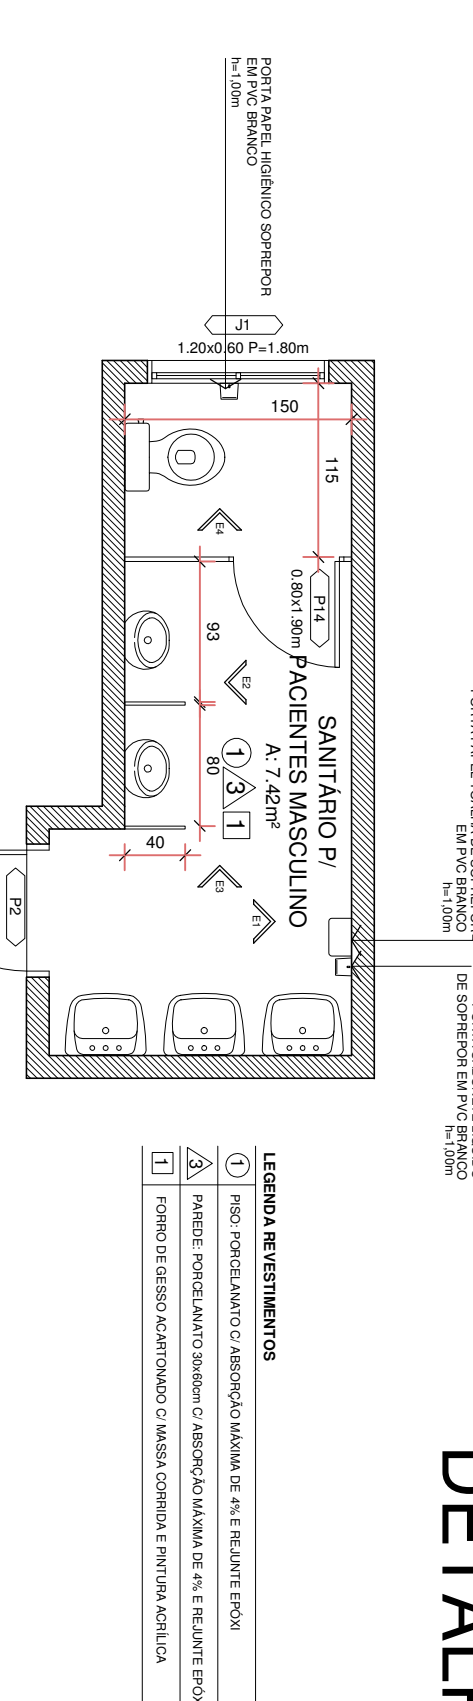 PORTA PAPEL HIGIÊNICO SOPREPOR
EM PVC BRANCO
h=1,00m
J1
1.20x0.60 P=1.80m
150
115
E4
P14
0.80x1.90m
93
E2
SANITÁRIO P/
PACIENTES MASCULINO
A: 7.42m²
1
3
1
80
40
E3
E1
P2
EM PVC BRANCO
h=1,00m
DE SOPREPOR EM PVC BRANCO
h=1,00m
LEGENDA REVESTIMENTOS
1 PISO: PORCELANATO C/ ABSORÇÃO MÁXIMA DE 4% E REJUNTE EPÓXI
3 PAREDE: PORCELANATO 30x60cm C/ ABSORÇÃO MÁXIMA DE 4% E REJUNTE EPÓX
1 FORRO DE GESSO ACARTONADO C/ MASSA CORRIDA E PINTURA ACRÍLICA